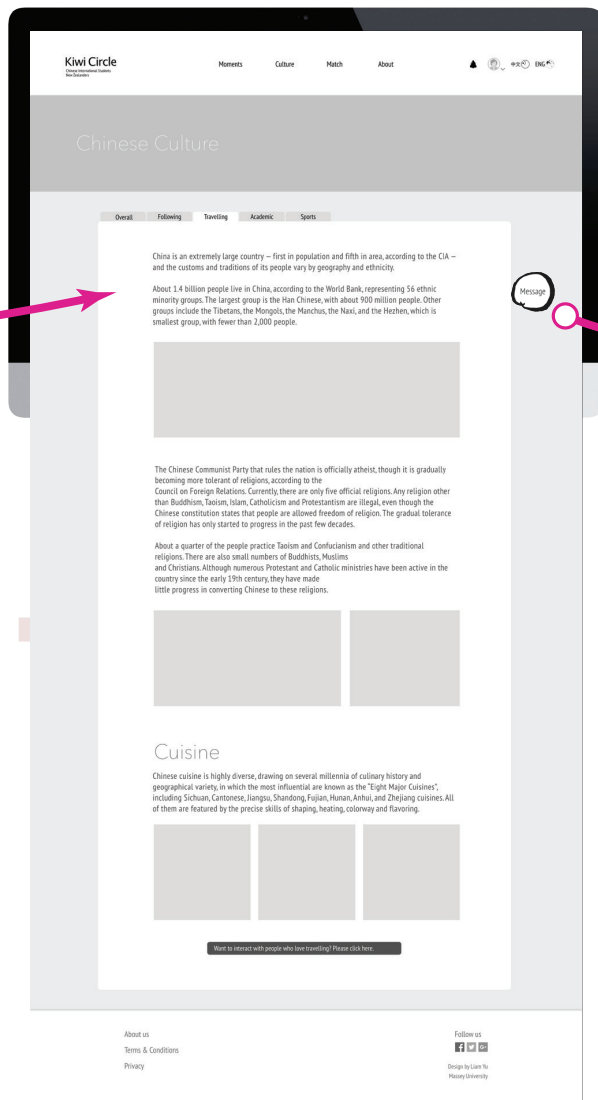 Kiwi Circle
Chinese International Students
New Zealanders
Moments Culture Match About
中文 ENG
Chinese Culture
Overall Following Travelling Academic Sports
China is an extremely large country — first in population and fifth in area, according to the CIA —
and the customs and traditions of its people vary by geography and ethnicity.
About 1.4 billion people live in China, according to the World Bank, representing 56 ethnic
minority groups. The largest group is the Han Chinese, with about 900 million people. Other
groups include the Tibetans, the Mongols, the Manchus, the Naxi, and the Hezhen, which is
smallest group, with fewer than 2,000 people.
Message
The Chinese Communist Party that rules the nation is officially atheist, though it is gradually
becoming more tolerant of religions, according to the
Council on Foreign Relations. Currently, there are only five official religions. Any religion other
than Buddhism, Taoism, Islam, Catholicism and Protestantism are illegal, even though the
Chinese constitution states that people are allowed freedom of religion. The gradual tolerance
of religion has only started to progress in the past few decades.
About a quarter of the people practice Taoism and Confucianism and other traditional
religions. There are also small numbers of Buddhists, Muslims
and Christians. Although numerous Protestant and Catholic ministries have been active in the
country since the early 19th century, they have made
little progress in converting Chinese to these religions.
Cuisine
Chinese cuisine is highly diverse, drawing on several millennia of culinary history and
geographical variety, in which the most influential are known as the "Eight Major Cuisines",
including Sichuan, Cantonese, Jiangsu, Shandong, Fujian, Hunan, Anhui, and Zhejiang cuisines. All
of them are featured by the precise skills of shaping, heating, colorway and flavoring.
Want to interact with people who love travelling? Please click here.
About us
Terms & Conditions
Privacy
Follow us
f G+
Design by Liam Yu
Massey University